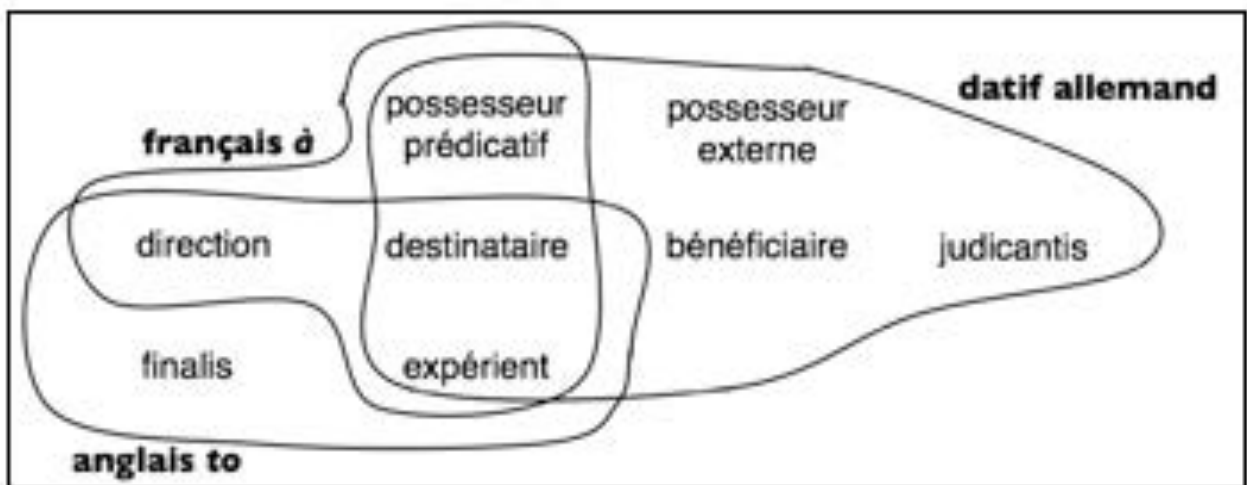 possesseur
prédicatif
possesseur
externe
datif allemand
français à
direction
destinataire
bénéficiaire
judicantis
finalis
expérient
anglais to